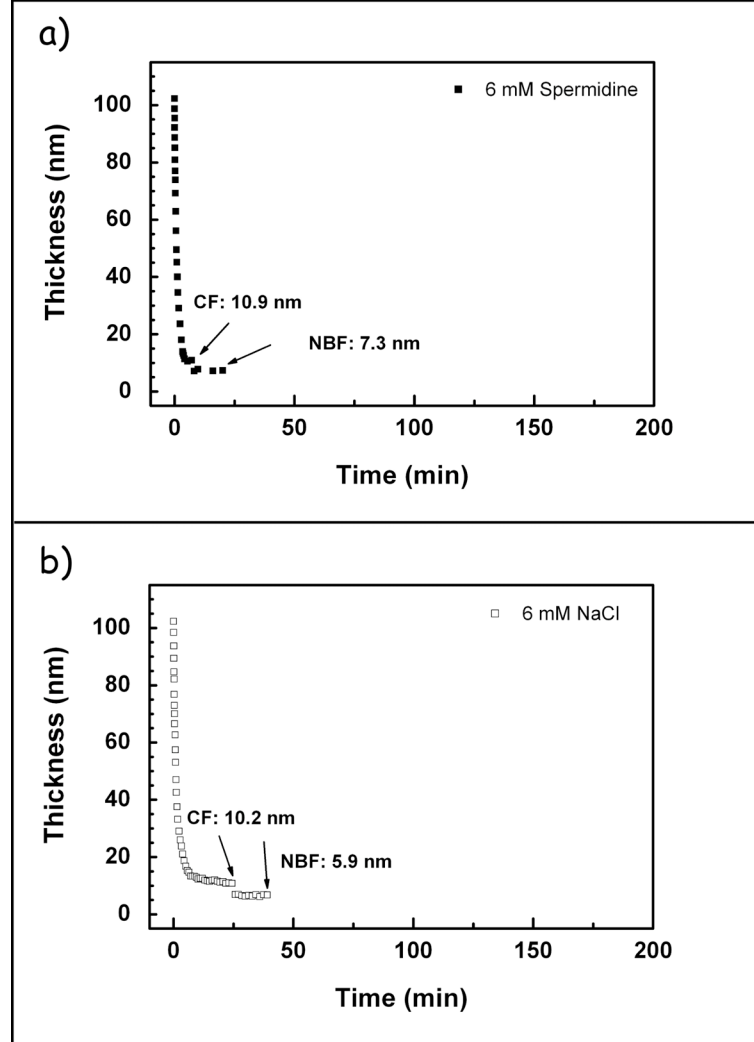 a)
6 mM Spermidine
100
80
60
40
20
0
Thickness (nm)
CF: 10.9 nm
NBF: 7.3 nm
0 50 100 150 200
Time (min)
b)
6 mM NaCl
100
80
60
40
20
0
Thickness (nm)
CF: 10.2 nm
NBF: 5.9 nm
0 50 100 150 200
Time (min)